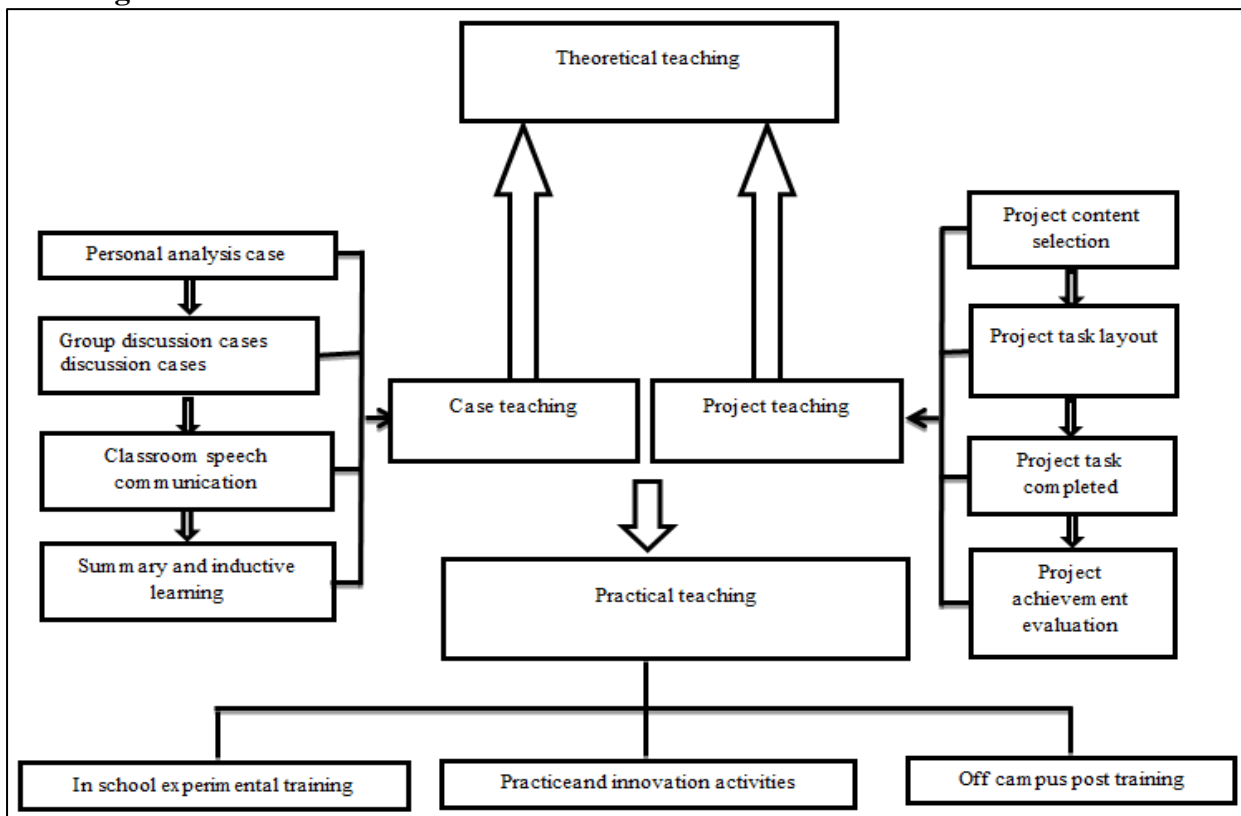 Theoretical teaching
Personal analysis case
Group discussion cases
discussion cases
Classroom speech
communication
Summary and inductive
learning
Case teaching
Project teaching
Project content
selection
Project task layout
Project task
completed
Project
achievement
evaluation
Practical teaching
In school experimental training
Practiceand innovation activities
Off campus post training